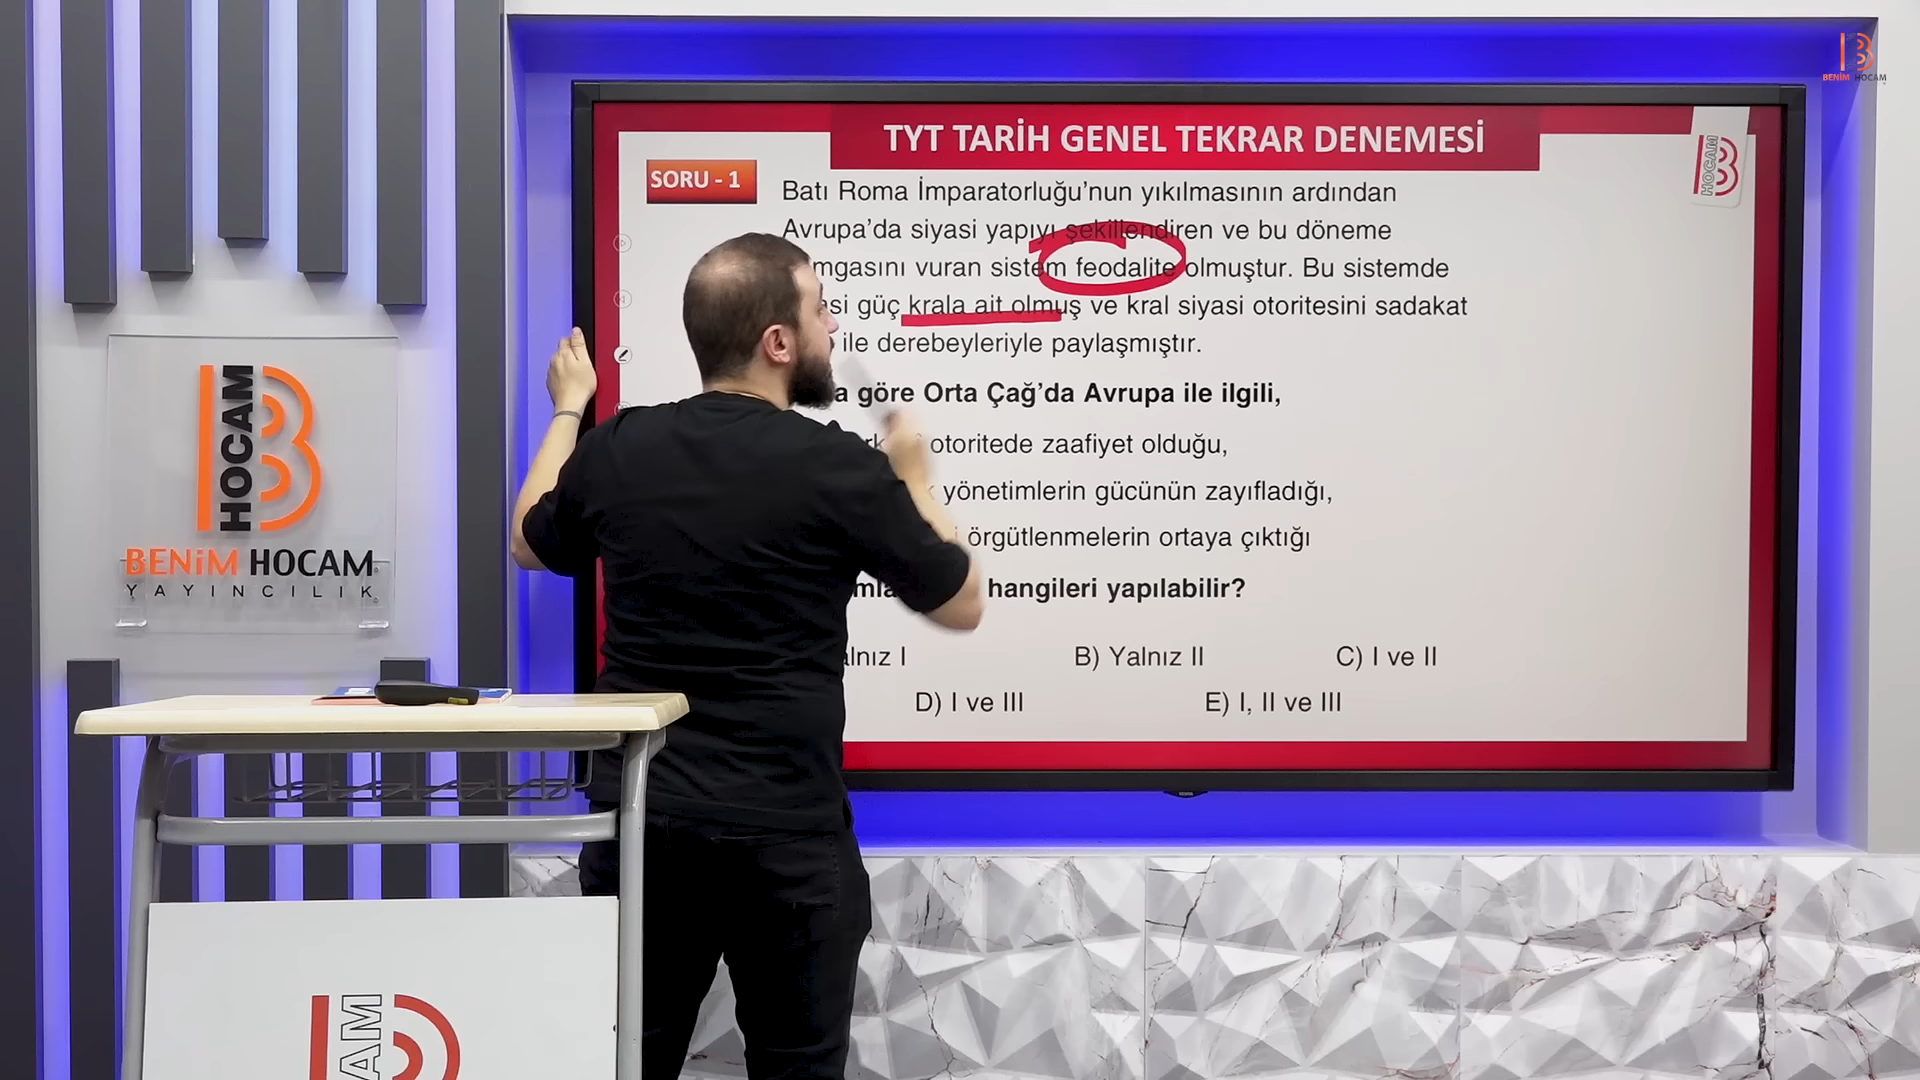 BENİM HOCAM
TYT TARİH GENEL TEKRAR DENEMESİ
HOCAM
SORU - 1
Batı Roma İmparatorluğu’nun yıkılmasının ardından
Avrupa’da siyasi yapıyı şekillendiren ve bu döneme
vuran sistem feodalite olmuştur. Bu sistemde
güç krala ait olmuş ve kral siyasi otoritesini sadakat
ile derebeyleriyle paylaşmıştır.
göre Orta Çağ’da Avrupa ile ilgili,
otoritede zaafiyet olduğu,
yönetimlerin gücünün zayıfladığı,
örgütlenmelerin ortaya çıktığı
hangileri yapılabilir?
I
B) Yalnız II
C) I ve II
D) I ve III
E) I, II ve III
HOCAM
BENİM HOCAM
YAYINCILIK